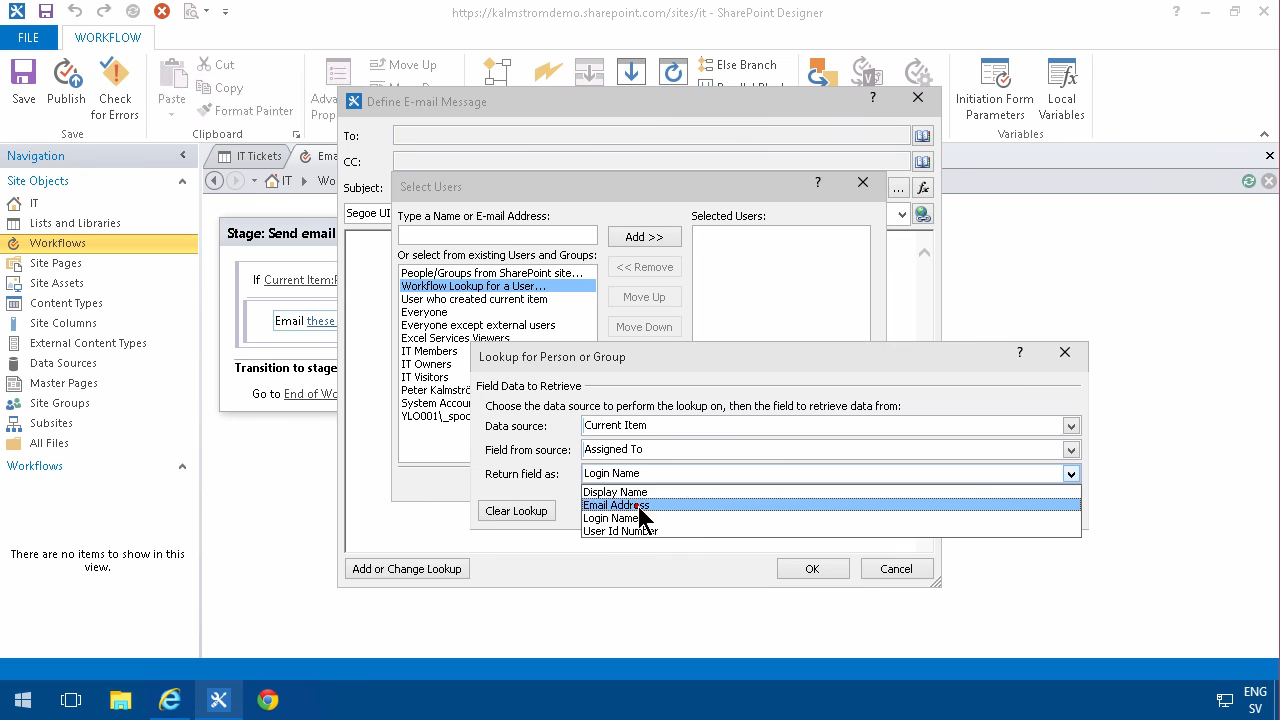 https://kalmstromdemo.sharepoint.com/sites/it - SharePoint Designer
FILE
WORKFLOW
Save
Publish
Check for Errors
Save
Paste
Cut
Copy
Format Painter
Clipboard
Move Up
Else Branch
Initiation Form Parameters
Local Variables
Variables
Navigation
Site Objects
IT
Lists and Libraries
Workflows
Site Pages
Site Assets
Content Types
Site Columns
External Content Types
Data Sources
Master Pages
Site Groups
Subsites
All Files
Workflows
There are no items to show in this view.
IT Tickets
IT
Stage: Send email
If Current Item:
Email these
Transition to stage
Go to End of Wo
Define E-mail Message
To:
CC:
Subject:
Segoe UI
Add or Change Lookup
OK
Cancel
Select Users
Type a Name or E-mail Address:
Or select from existing Users and Groups:
People/Groups from SharePoint site...
Workflow Lookup for a User...
User who created current item
Everyone
Everyone except external users
Excel Services Viewers
IT Members
IT Owners
IT Visitors
Peter Kalmströ
System Accou
YLO001\_spoc
Add >>
<< Remove
Move Up
Move Down
Selected Users:
Lookup for Person or Group
Field Data to Retrieve
Choose the data source to perform the lookup on, then the field to retrieve data from:
Data source:
Current Item
Field from source:
Assigned To
Return field as:
Login Name
Display Name
Email Address
Login Name
User Id Number
Clear Lookup
ENG
SV